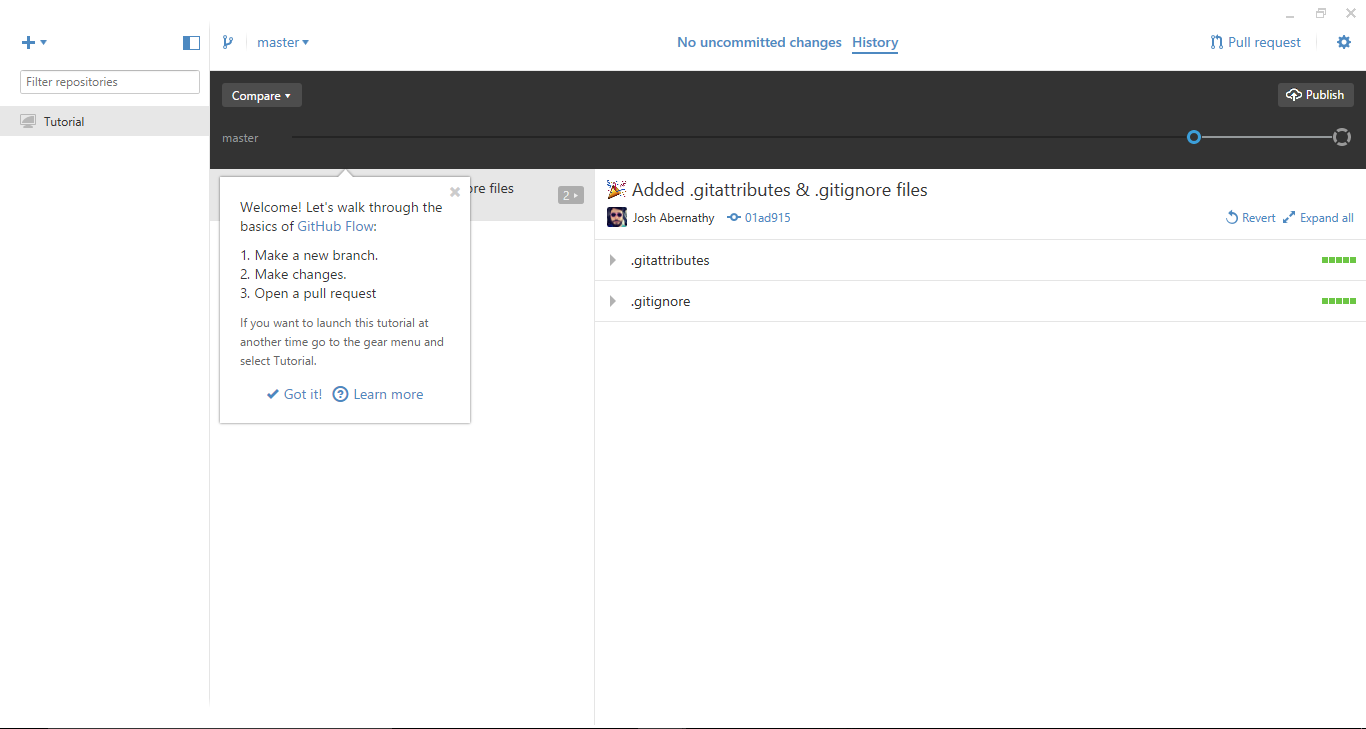 master
No uncommitted changes
History
Pull request
Filter repositories
Compare
Publish
Tutorial
master
re files
2
Welcome! Let's walk through the
basics of GitHub Flow:
1. Make a new branch.
2. Make changes.
3. Open a pull request
If you want to launch this tutorial at
another time go to the gear menu and
select Tutorial.
Got it!
Learn more
Added .gitattributes & .gitignore files
Josh Abernathy
01ad915
Revert
Expand all
.gitattributes
.gitignore